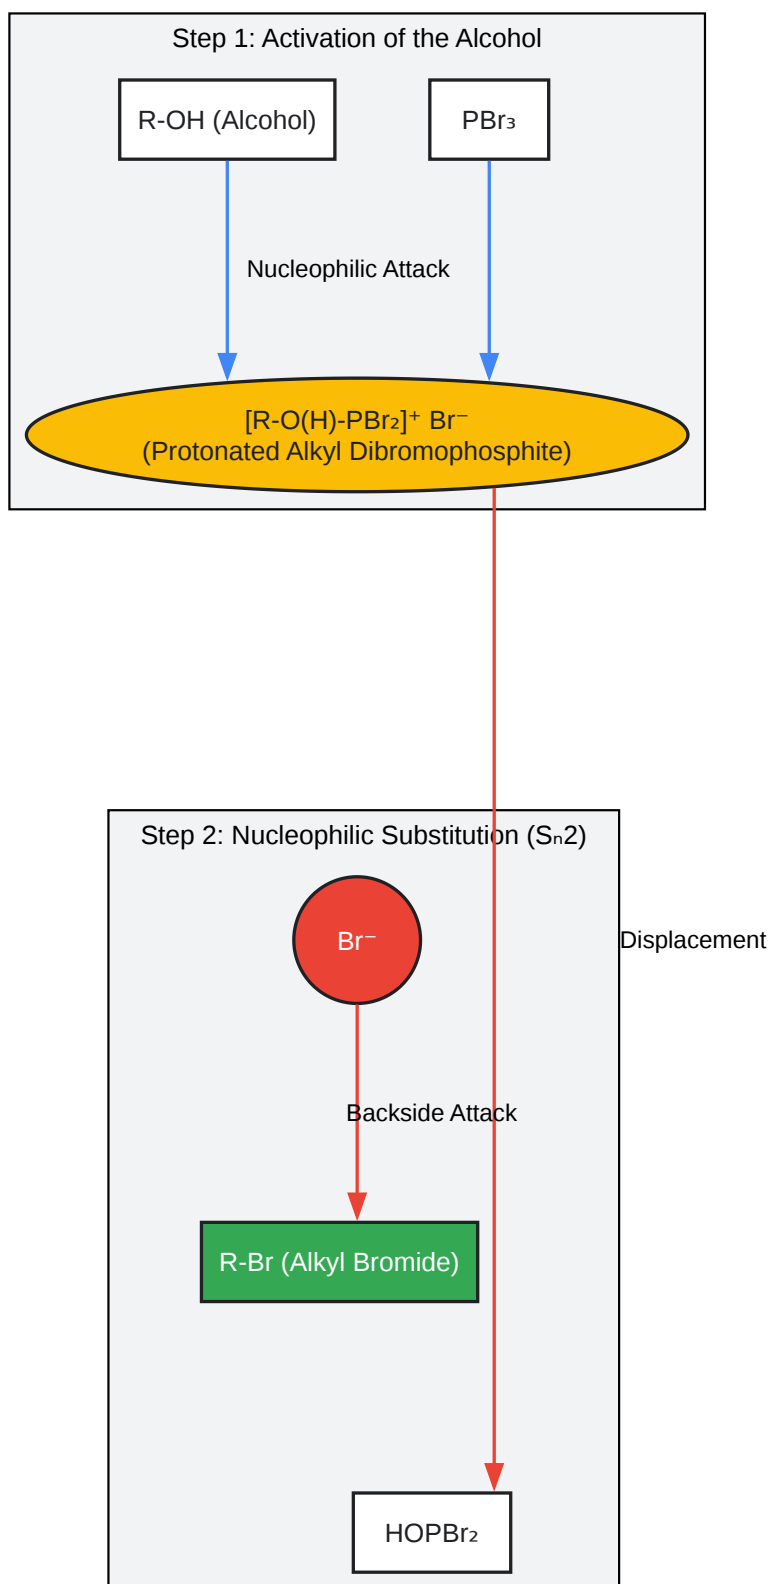 Step 1: Activation of the Alcohol
R-OH (Alcohol)
PBr₃
Nucleophilic Attack
[R-O(H)-PBr₂]⁺ Br⁻
(Protonated Alkyl Dibromophosphite)
Step 2: Nucleophilic Substitution (Sₙ2)
Br⁻
Displacement
Backside Attack
R-Br (Alkyl Bromide)
HOPBr₂